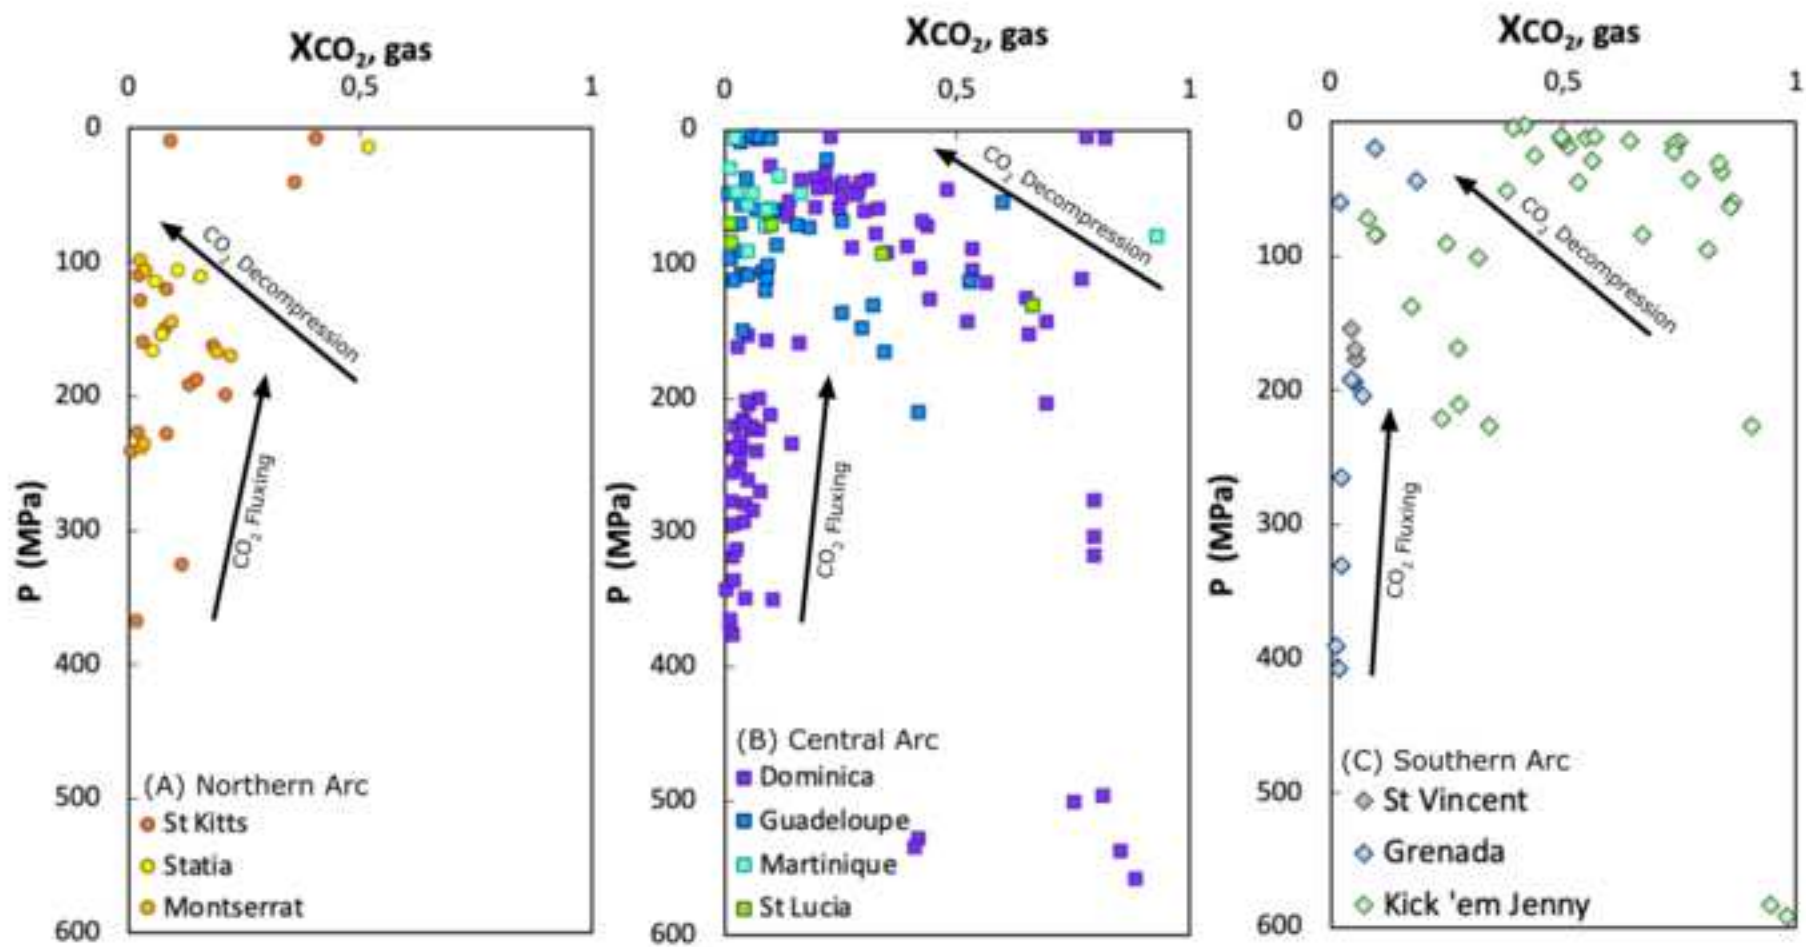 XCO₂, gas
0 0,5 1
0
100
200
300
400
500
600
P (MPa)
CO₂ Decompression
CO₂ Fluxing
(A) Northern Arc
St Kitts
Statia
Montserrat
XCO₂, gas
0 0,5 1
0
100
200
300
400
500
600
P (MPa)
CO₂ Decompression
CO₂ Fluxing
(B) Central Arc
Dominica
Guadeloupe
Martinique
St Lucia
XCO₂, gas
0 0,5 1
0
100
200
300
400
500
600
P (MPa)
CO₂ Decompression
CO₂ Fluxing
(C) Southern Arc
St Vincent
Grenada
Kick 'em Jenny